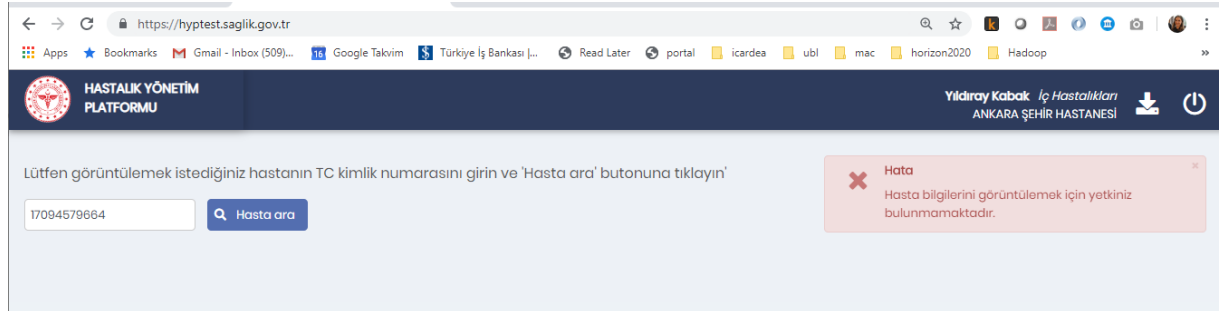 https://hyptest.saglik.gov.tr
Apps Bookmarks Gmail - Inbox (509)... 16 Google Takvim Türkiye İş Bankası |... Read Later portal icardea ubl mac horizon2020 Hadoop »
HASTALIK YÖNETİM
PLATFORMU
Yıldıray Kabak İç Hastalıkları
ANKARA ŞEHİR HASTANESİ
Lütfen görüntülemek istediğiniz hastanın TC kimlik numarasını girin ve 'Hasta ara' butonuna tıklayın'
17094579664
Hasta ara
Hata
Hasta bilgilerini görüntülemek için yetkiniz
bulunmamaktadır.